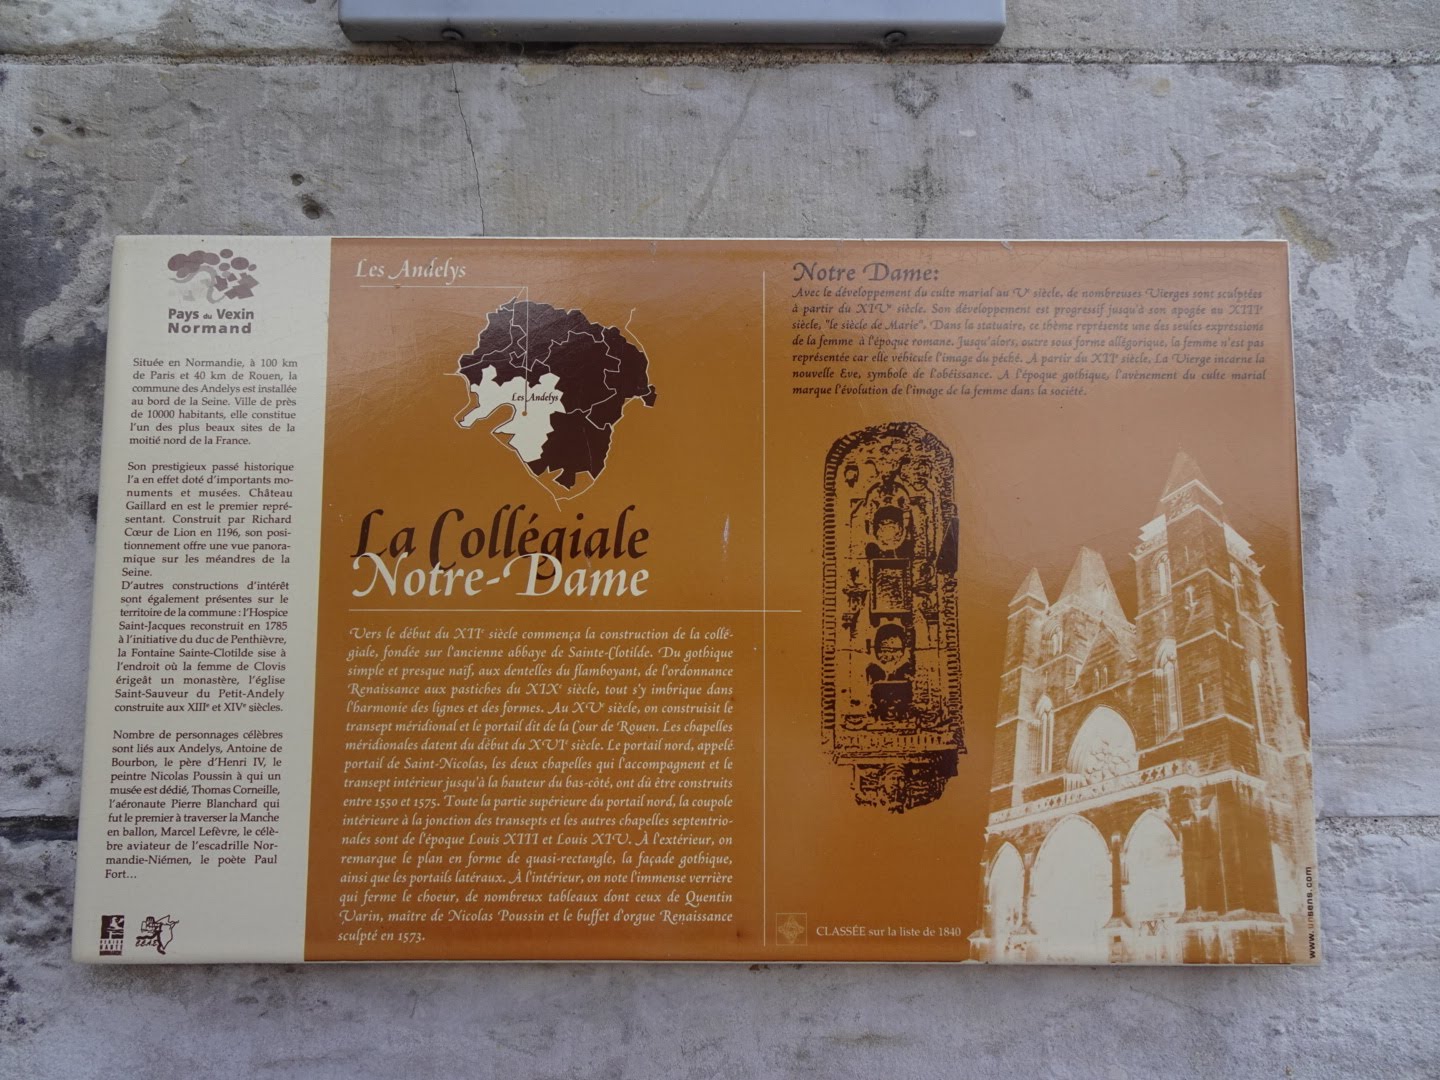 Pays du Vexin
Normand
Située en Normandie, à 100 km
de Paris et 40 km de Rouen, la
commune des Andelys est installée
au bord de la Seine. Ville de près
de 10000 habitants, elle constitue
l'un des plus beaux sites de la
moitié nord de la France.
Son prestigieux passé historique
l'a en effet doté d'importants mo-
numents et musées. Château
Gaillard en est le premier repré-
sentant. Construit par Richard
Cœur de Lion en 1196, son posi-
tionnement offre une vue panora-
mique sur les méandres de la
Seine.
D'autres constructions d'intérêt
sont également présentes sur le
territoire de la commune : l'Hospice
Saint-Jacques reconstruit en 1785
à l'initiative du duc de Penthièvre,
la Fontaine Sainte-Clotilde sise à
l'endroit où la femme de Clovis
érigeât un monastère, l'église
Saint-Sauveur du Petit-Andely
construite aux XIIIe et XIVe siècles.
Nombre de personnages célèbres
sont liés aux Andelys, Antoine de
Bourbon, le père d'Henri IV, le
peintre Nicolas Poussin à qui un
musée est dédié, Thomas Corneille,
l'aéronaute Pierre Blanchard qui
fut le premier à traverser la Manche
en ballon, Marcel Lefèvre, le célè-
bre aviateur de l'escadrille Nor-
mandie-Niémen, le poète Paul
Fort…
Les Andelys
Les Andelys
La Collégiale
Notre-Dame
Vers le début du XIIe siècle commença la construction de la collé-
giale, fondée sur l'ancienne abbaye de Sainte-Clotilde. Du gothique
simple et presque naïf, aux dentelles du flamboyant, de l'ordonnance
Renaissance aux pastiches du XIXe siècle, tout s'y imbrique dans
l'harmonie des lignes et des formes. Au XVe siècle, on construisit le
transept méridional et le portail dit de la Cour de Rouen. Les chapelles
méridionales datent du début du XVIe siècle. Le portail nord, appelé
portail de Saint-Nicolas, les deux chapelles qui l'accompagnent et le
transept intérieur jusqu'à la hauteur du bas-côté, ont dû être construits
entre 1550 et 1575. Toute la partie supérieure du portail nord, la coupole
intérieure à la jonction des transepts et les autres chapelles septentrio-
nales sont de l'époque Louis XIII et Louis XIV. À l'extérieur, on
remarque le plan en forme de quasi-rectangle, la façade gothique,
ainsi que les portails latéraux. À l'intérieur, on note l'immense verrière
qui ferme le choeur, de nombreux tableaux dont ceux de Quentin
Varin, maître de Nicolas Poussin et le buffet d'orgue Renaissance
sculpté en 1573.
Notre Dame:
Avec le développement du culte marial au Ve siècle, de nombreuses Vierges sont sculptées
à partir du XIVe siècle. Son développement est progressif jusqu'à son apogée au XIIIe
siècle, "le siècle de Marie". Dans la statuaire, ce thème représente une des seules expressions
de la femme à l'époque romane. Jusqu'alors, outre sous forme allégorique, la femme n'est pas
représentée car elle véhicule l'image du péché. A partir du XIIe siècle, La Vierge incarne la
nouvelle Eve, symbole de l'obéissance. A l'époque gothique, l'avènement du culte marial
marque l'évolution de l'image de la femme dans la société.
CLASSÉE sur la liste de 1840
www.unsens.com